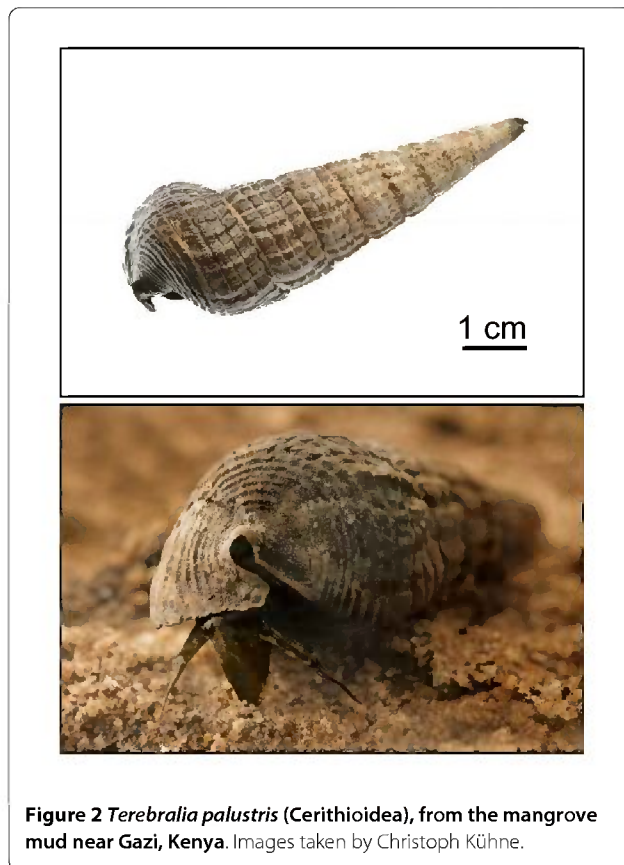 1 cm
Figure 2 Terebralia palustris (Cerithioidea), from the mangrove
mud near Gazi, Kenya. Images taken by Christoph Kühne.